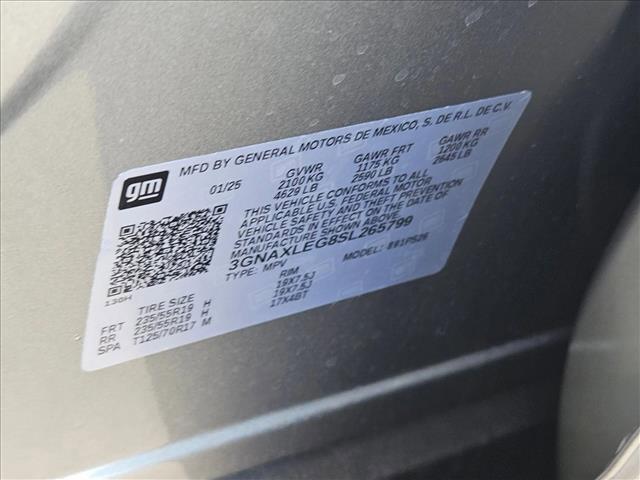 gm
MFD BY GENERAL MOTORS DE MEXICO, S. DE R.L. DE C.V.
01/25 GVWR GAWR FRT GAWR RR
2100 KG 1175 KG 1200 KG
4629 LB 2590 LB 2645 LB
THIS VEHICLE CONFORMS TO ALL
APPLICABLE U.S. FEDERAL MOTOR
VEHICLE SAFETY AND THEFT PREVENTION
STANDARDS IN EFFECT ON THE DATE OF
MANUFACTURE SHOWN ABOVE.
3GNAXLEG8SL265799
TYPE: MPV MODEL:
130H
TIRE SIZE RIM
FRT 235/55R19 H 19X7.5J
RR 235/55R19 H 19X7.5J
SPA T125/70R17 M 17X4BT